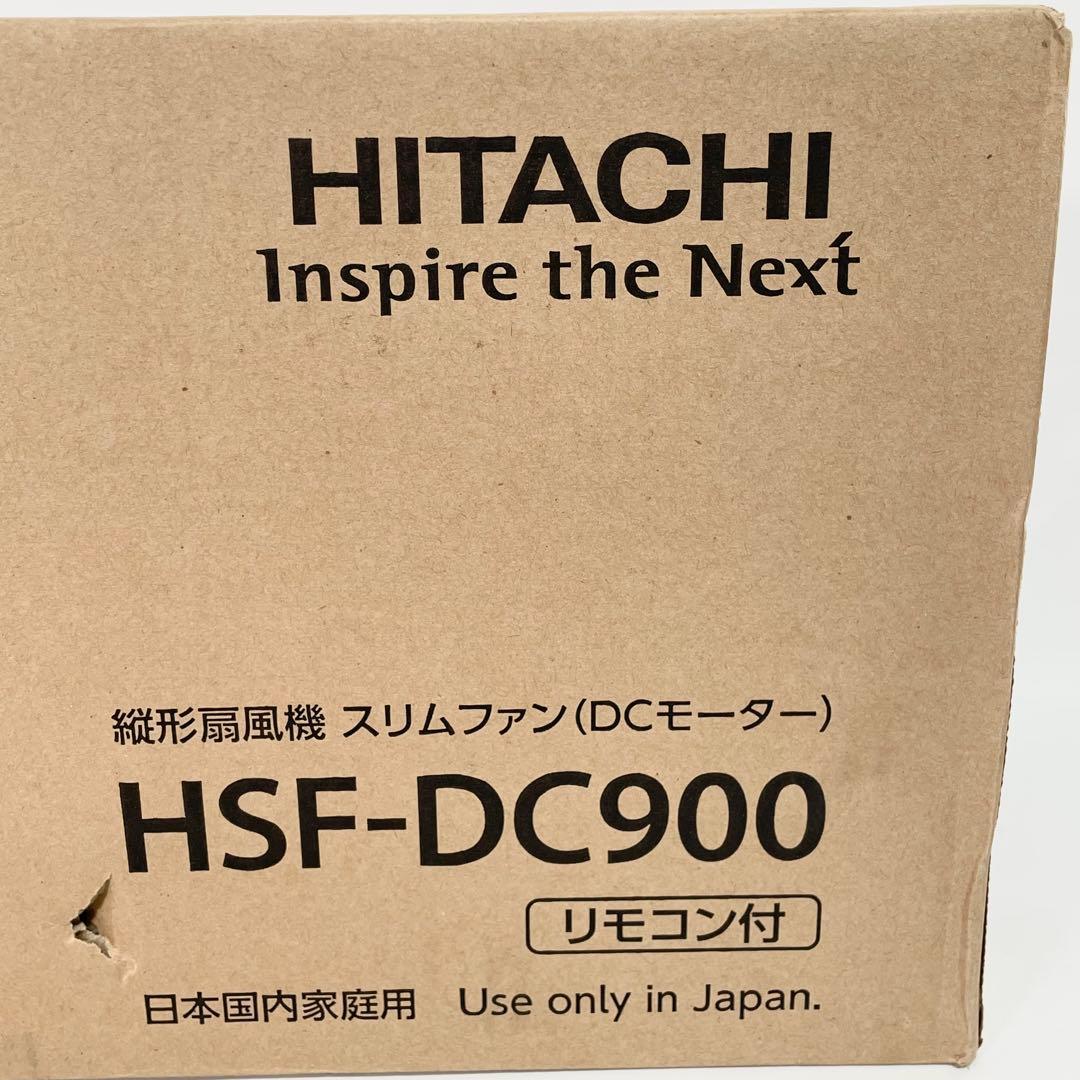 HITACHI
Inspire the Next
縦形扇風機 スリムファン(DCモーター)
HSF-DC900
リモコン付
日本国内家庭用 Use only in Japan.